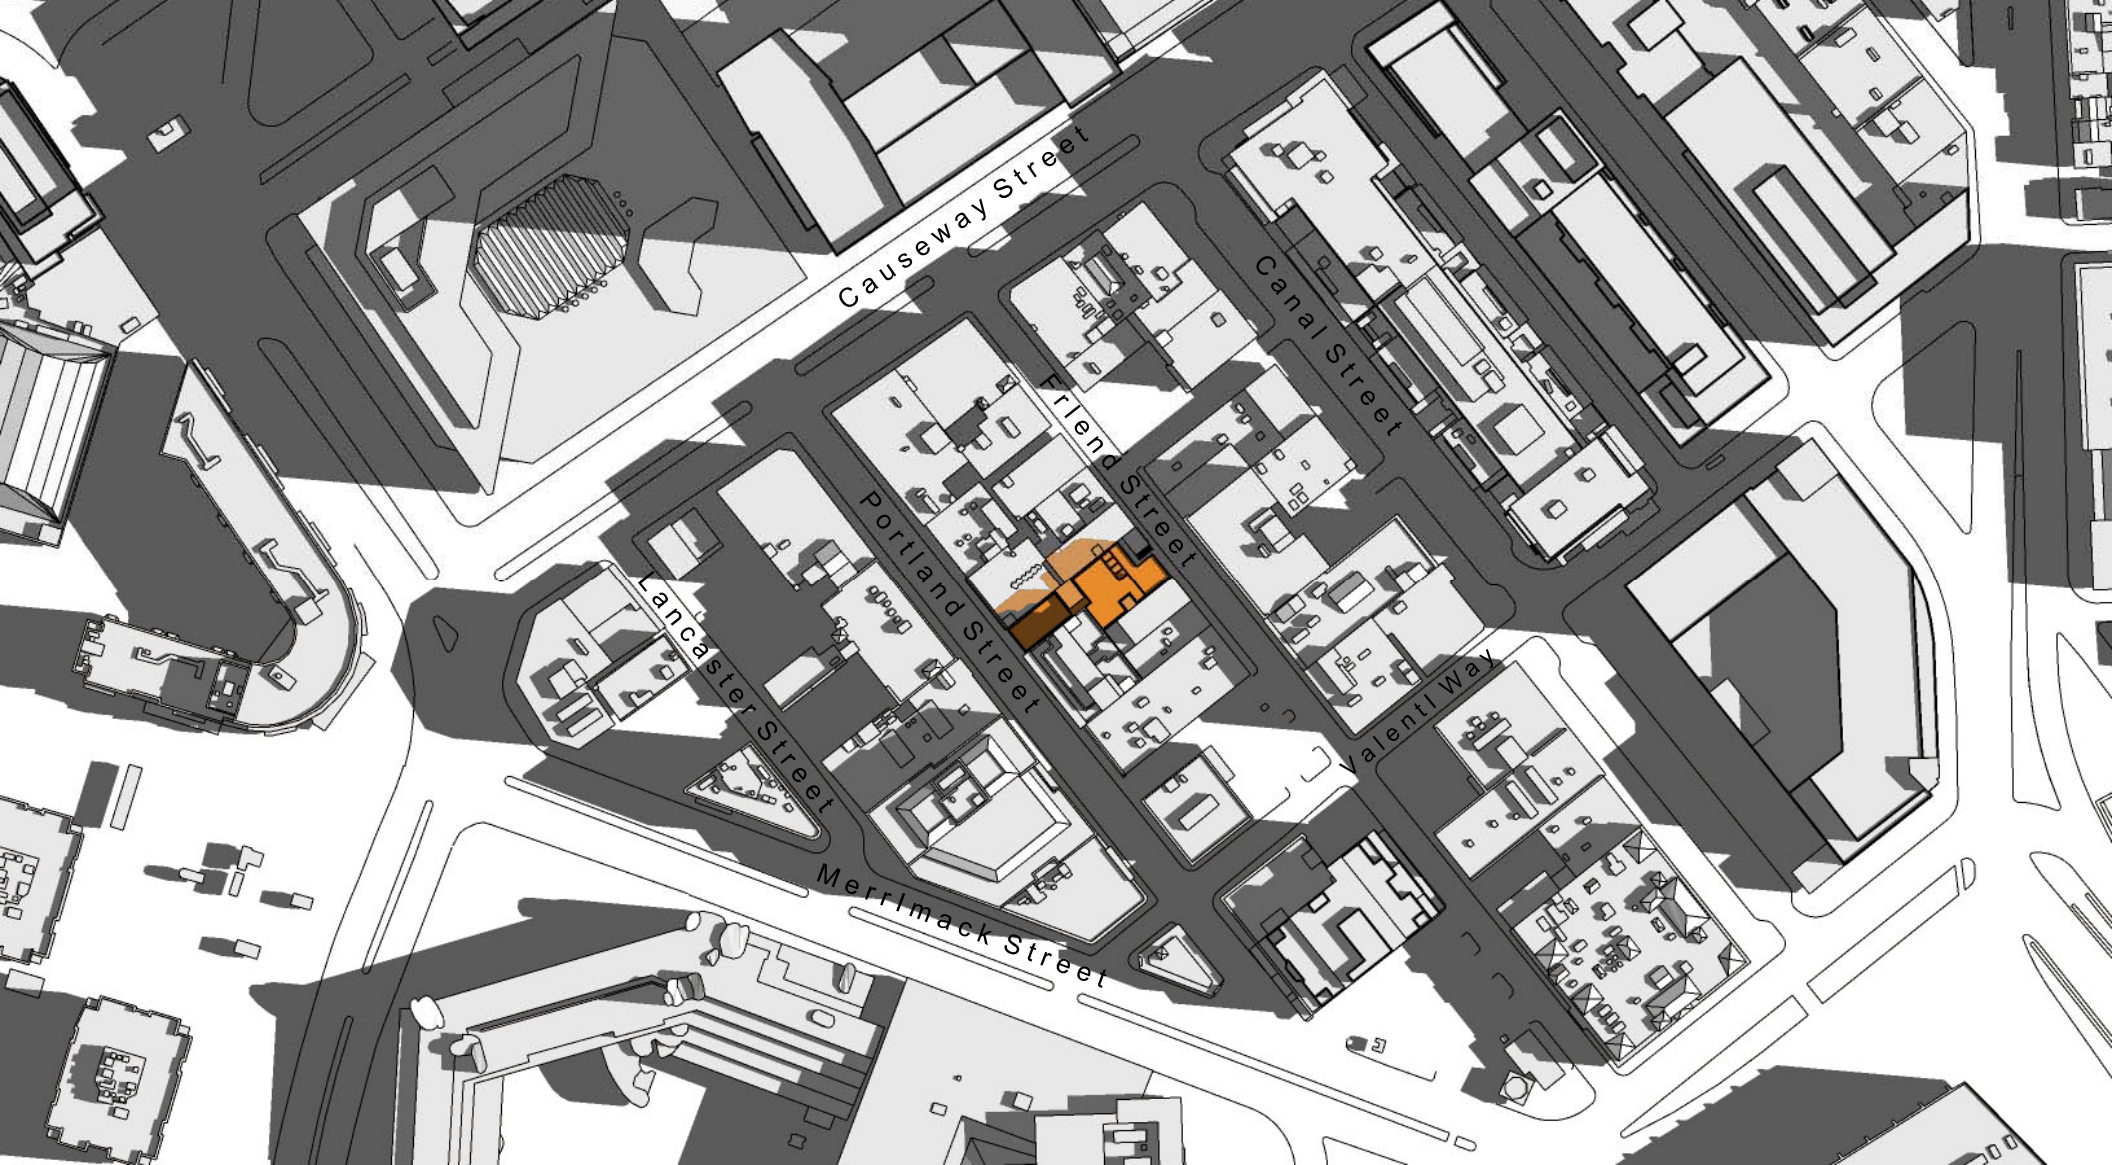 Causeway Street
Canal Street
Friend Street
Portland Street
Lancaster Street
Valenti Way
Merrimack Street